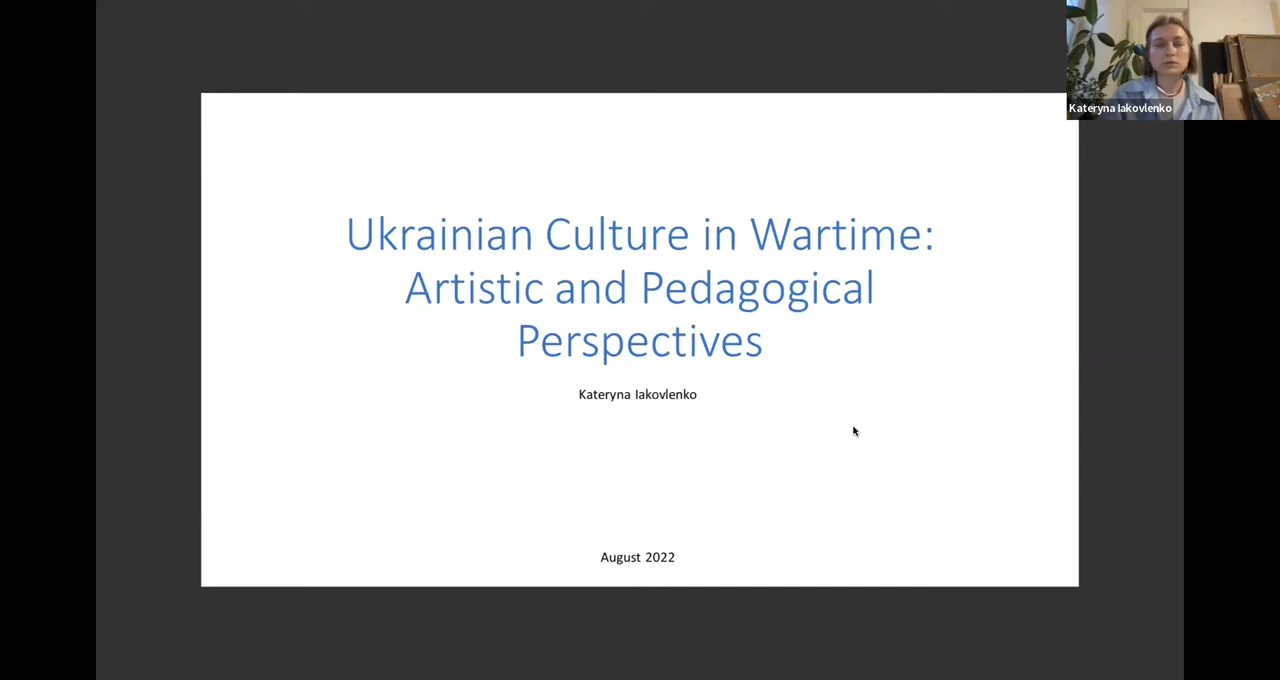 Kateryna Iakovlenko
Ukrainian Culture in Wartime:
Artistic and Pedagogical
Perspectives
Kateryna Iakovlenko
August 2022